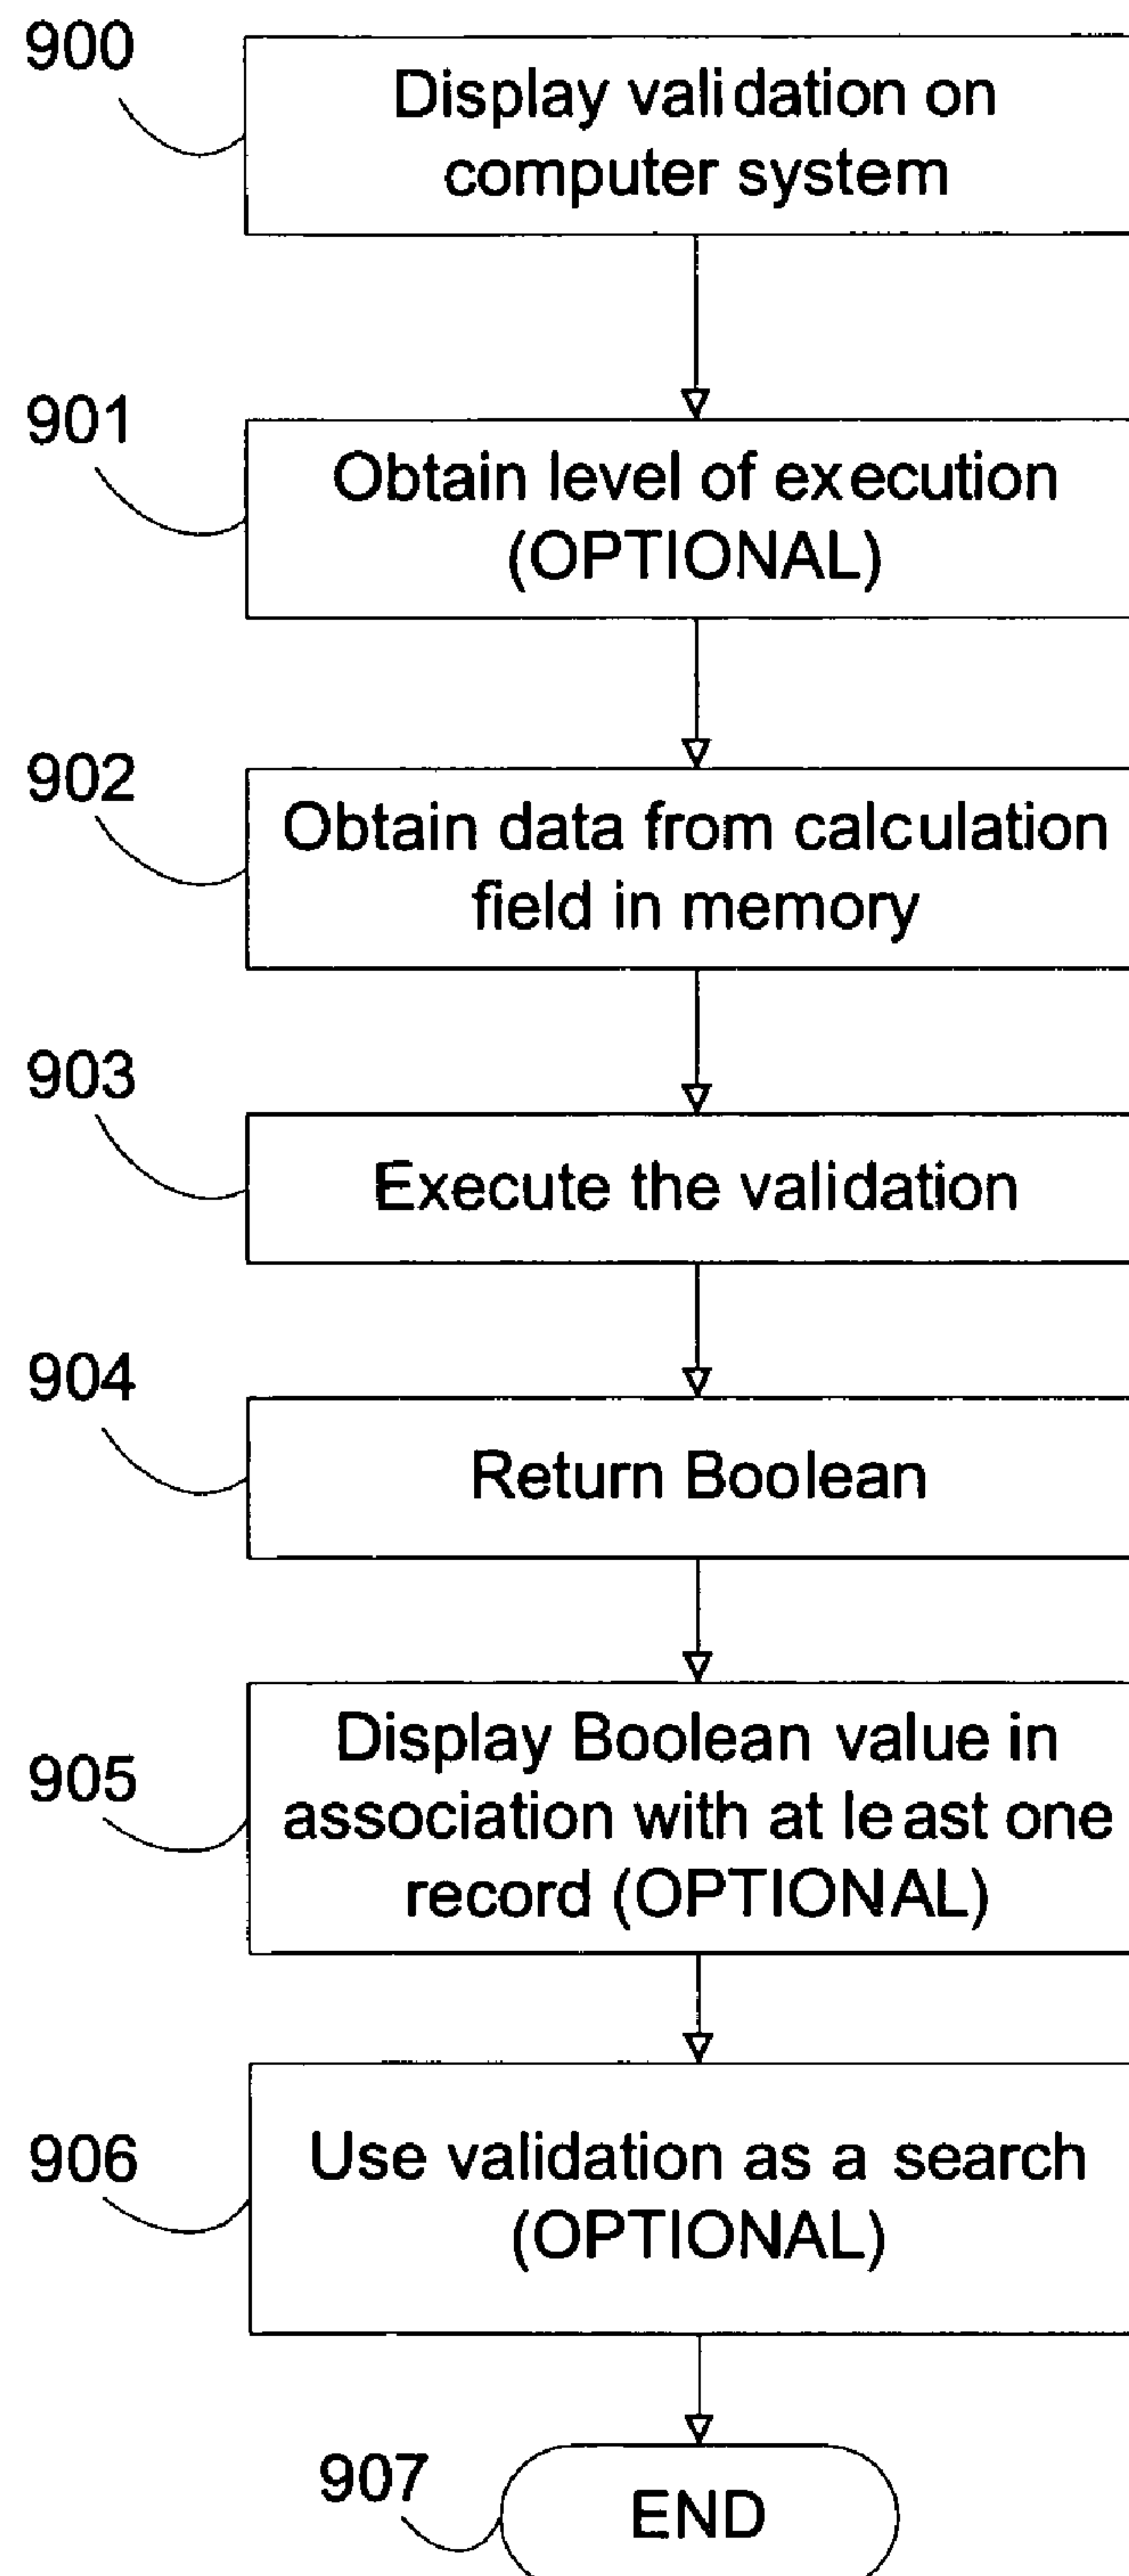 900
Display validation on
computer system
901
Obtain level of execution
(OPTIONAL)
902
Obtain data from calculation
field in memory
903
Execute the validation
904
Return Boolean
905
Display Boolean value in
association with at least one
record (OPTIONAL)
906
Use validation as a search
(OPTIONAL)
907
END